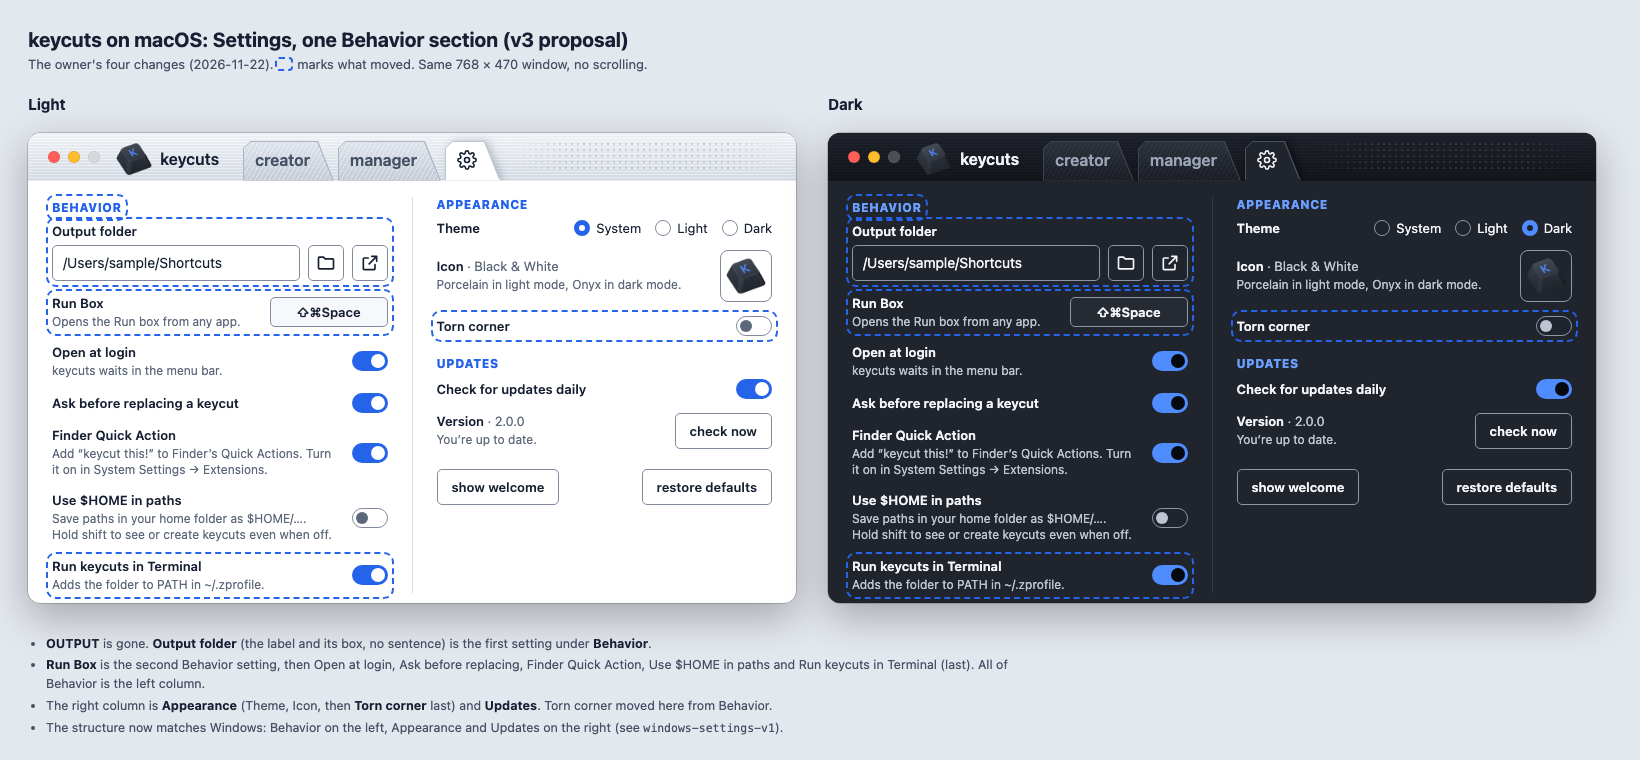 keycuts on macOS: Settings, one Behavior section (v3 proposal)
The owner's four changes (2026-11-22). marks what moved. Same 768 × 470 window, no scrolling.
Light
keycuts
creator
manager
BEHAVIOR
Output folder
/Users/sample/Shortcuts
Run Box
Opens the Run box from any app.
⇧⌘Space
Open at login
keycuts waits in the menu bar.
Ask before replacing a keycut
Finder Quick Action
Add “keycut this!” to Finder’s Quick Actions. Turn
it on in System Settings → Extensions.
Use $HOME in paths
Save paths in your home folder as $HOME/….
Hold shift to see or create keycuts even when off.
Run keycuts in Terminal
Adds the folder to PATH in ~/.zprofile.
APPEARANCE
Theme
System
Light
Dark
Icon · Black & White
Porcelain in light mode, Onyx in dark mode.
K
Torn corner
UPDATES
Check for updates daily
Version · 2.0.0
You’re up to date.
check now
show welcome
restore defaults
Dark
keycuts
creator
manager
BEHAVIOR
Output folder
/Users/sample/Shortcuts
Run Box
Opens the Run box from any app.
⇧⌘Space
Open at login
keycuts waits in the menu bar.
Ask before replacing a keycut
Finder Quick Action
Add “keycut this!” to Finder’s Quick Actions. Turn
it on in System Settings → Extensions.
Use $HOME in paths
Save paths in your home folder as $HOME/….
Hold shift to see or create keycuts even when off.
Run keycuts in Terminal
Adds the folder to PATH in ~/.zprofile.
APPEARANCE
Theme
System
Light
Dark
Icon · Black & White
Porcelain in light mode, Onyx in dark mode.
K
Torn corner
UPDATES
Check for updates daily
Version · 2.0.0
You’re up to date.
check now
show welcome
restore defaults
• OUTPUT is gone. Output folder (the label and its box, no sentence) is the first setting under Behavior.
• Run Box is the second Behavior setting, then Open at login, Ask before replacing, Finder Quick Action, Use $HOME in paths and Run keycuts in Terminal (last). All of
Behavior is the left column.
• The right column is Appearance (Theme, Icon, then Torn corner last) and Updates. Torn corner moved here from Behavior.
• The structure now matches Windows: Behavior on the left, Appearance and Updates on the right (see windows-settings-v1).